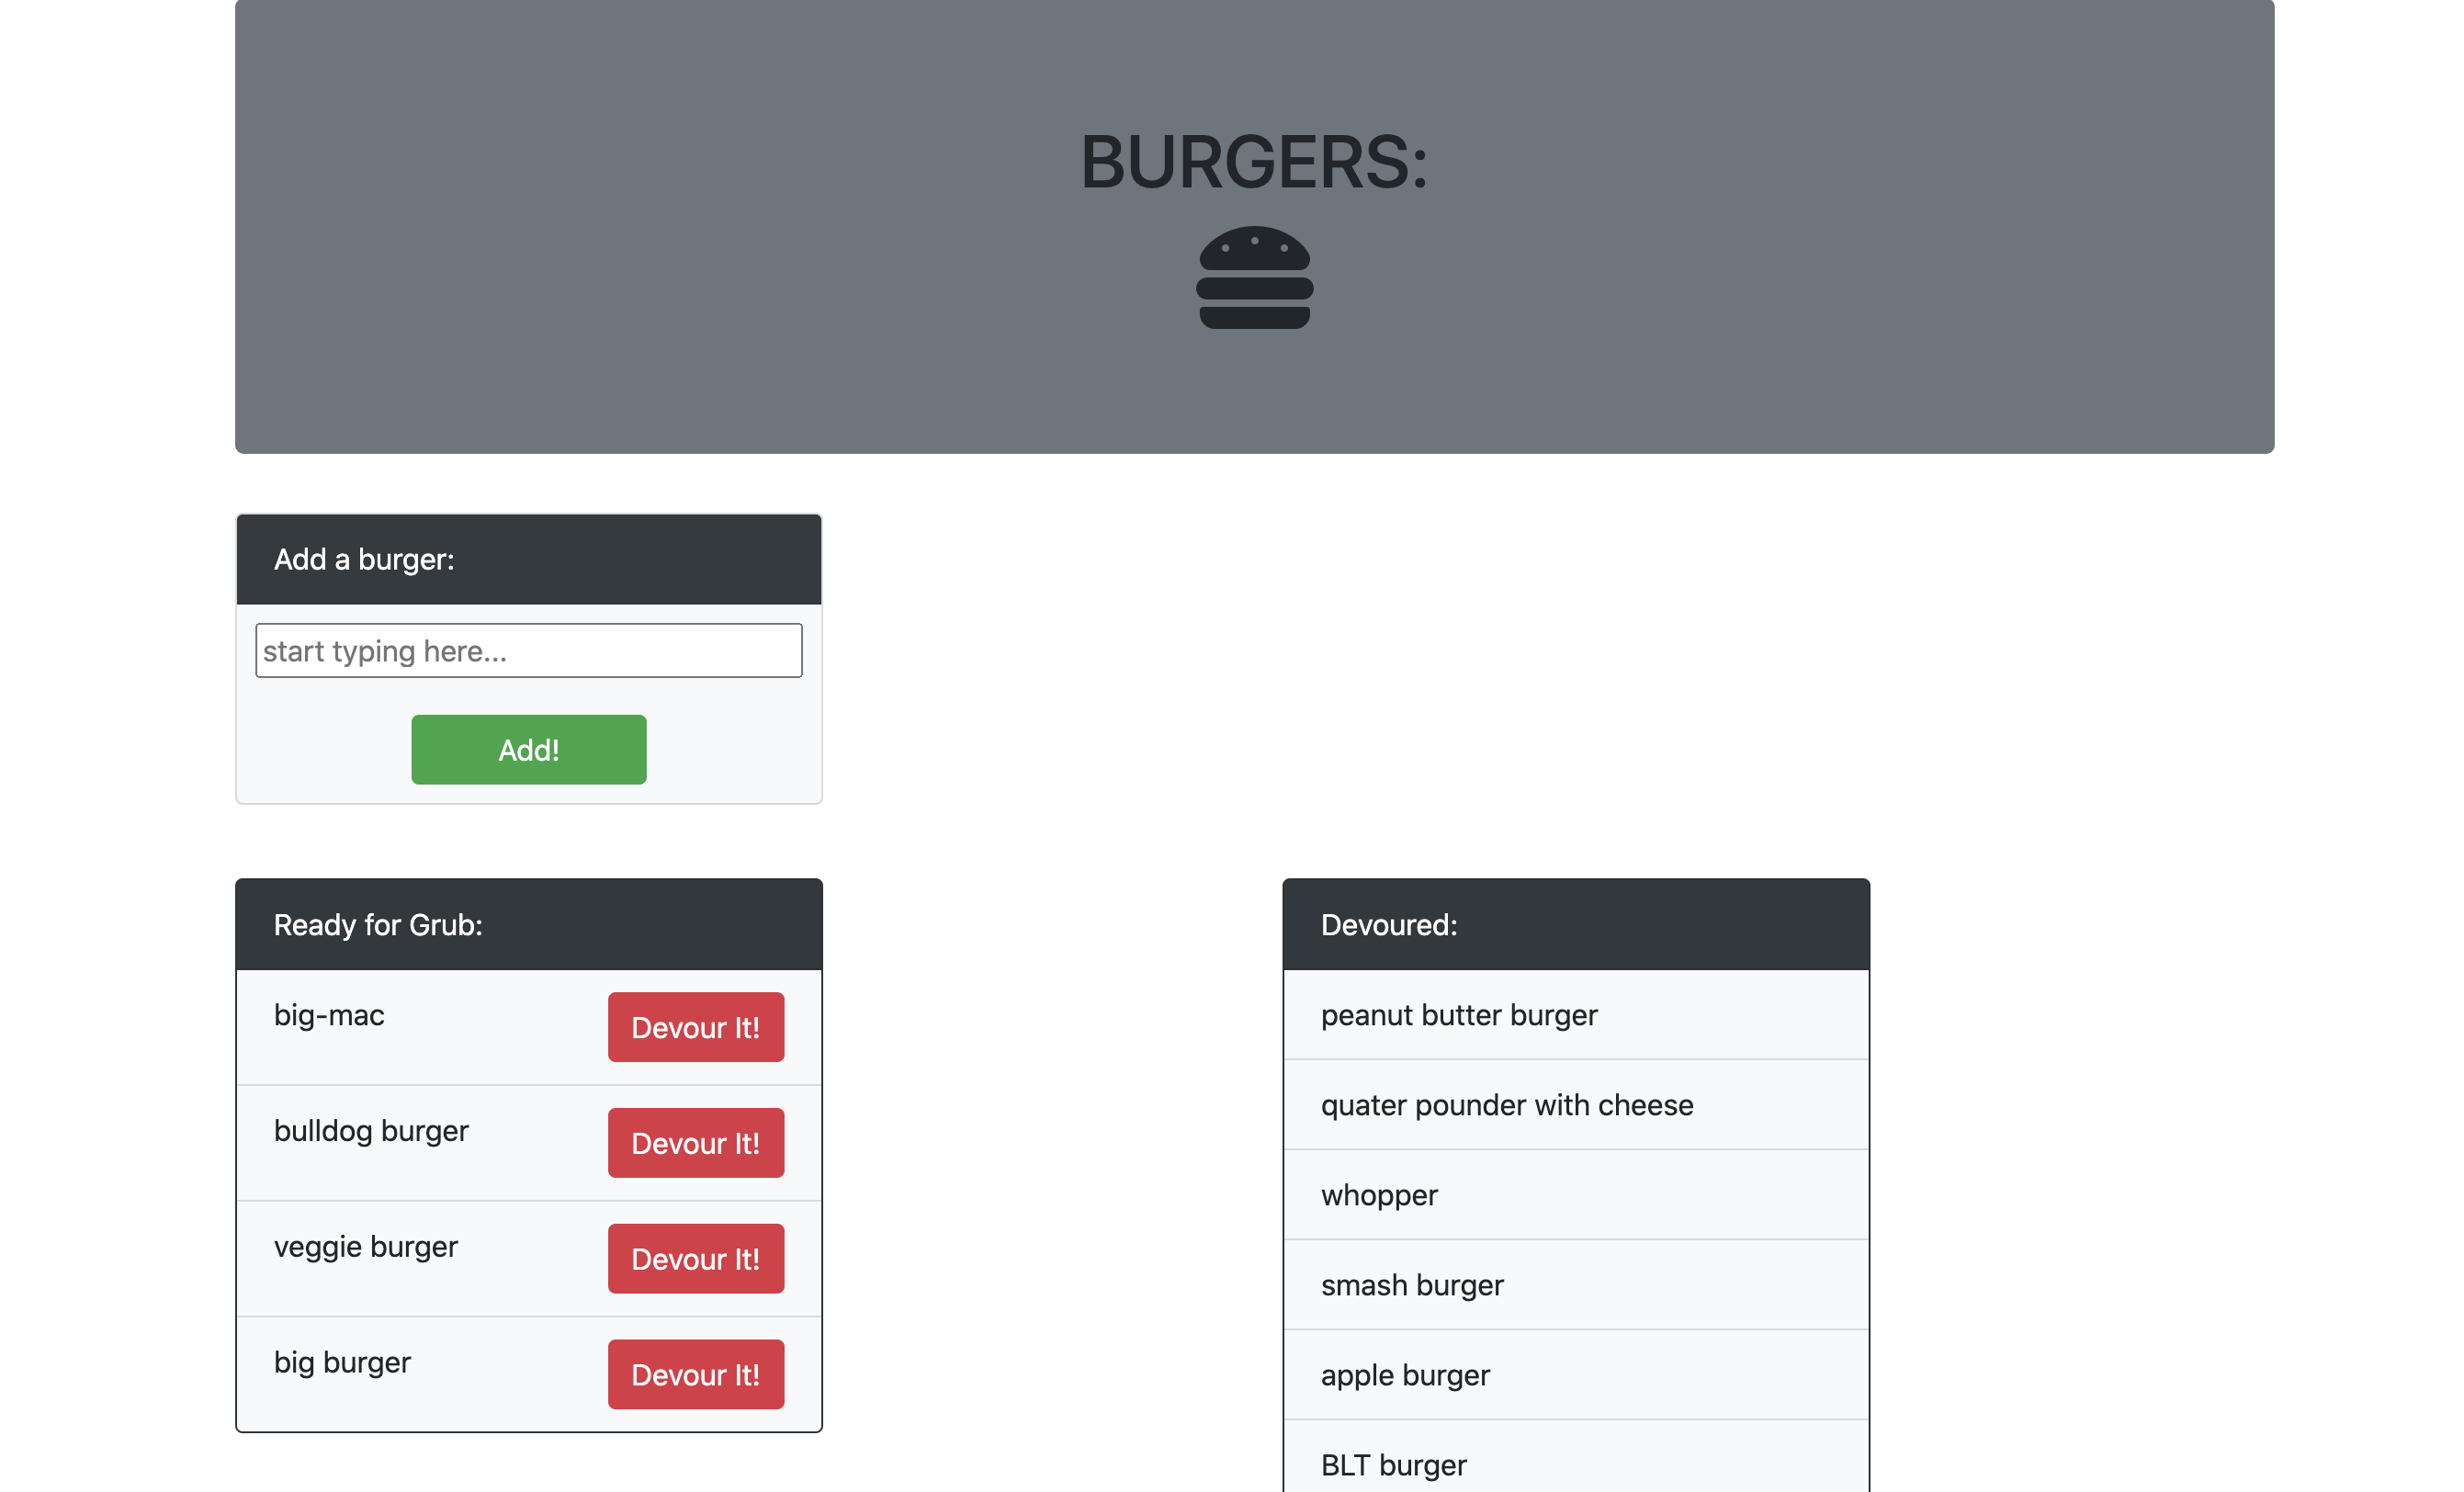 BURGERS:
Add a burger:
start typing here...
Add!
Ready for Grub:
big-mac
Devour It!
bulldog burger
Devour It!
veggie burger
Devour It!
big burger
Devour It!
Devoured:
peanut butter burger
quater pounder with cheese
whopper
smash burger
apple burger
BLT burger